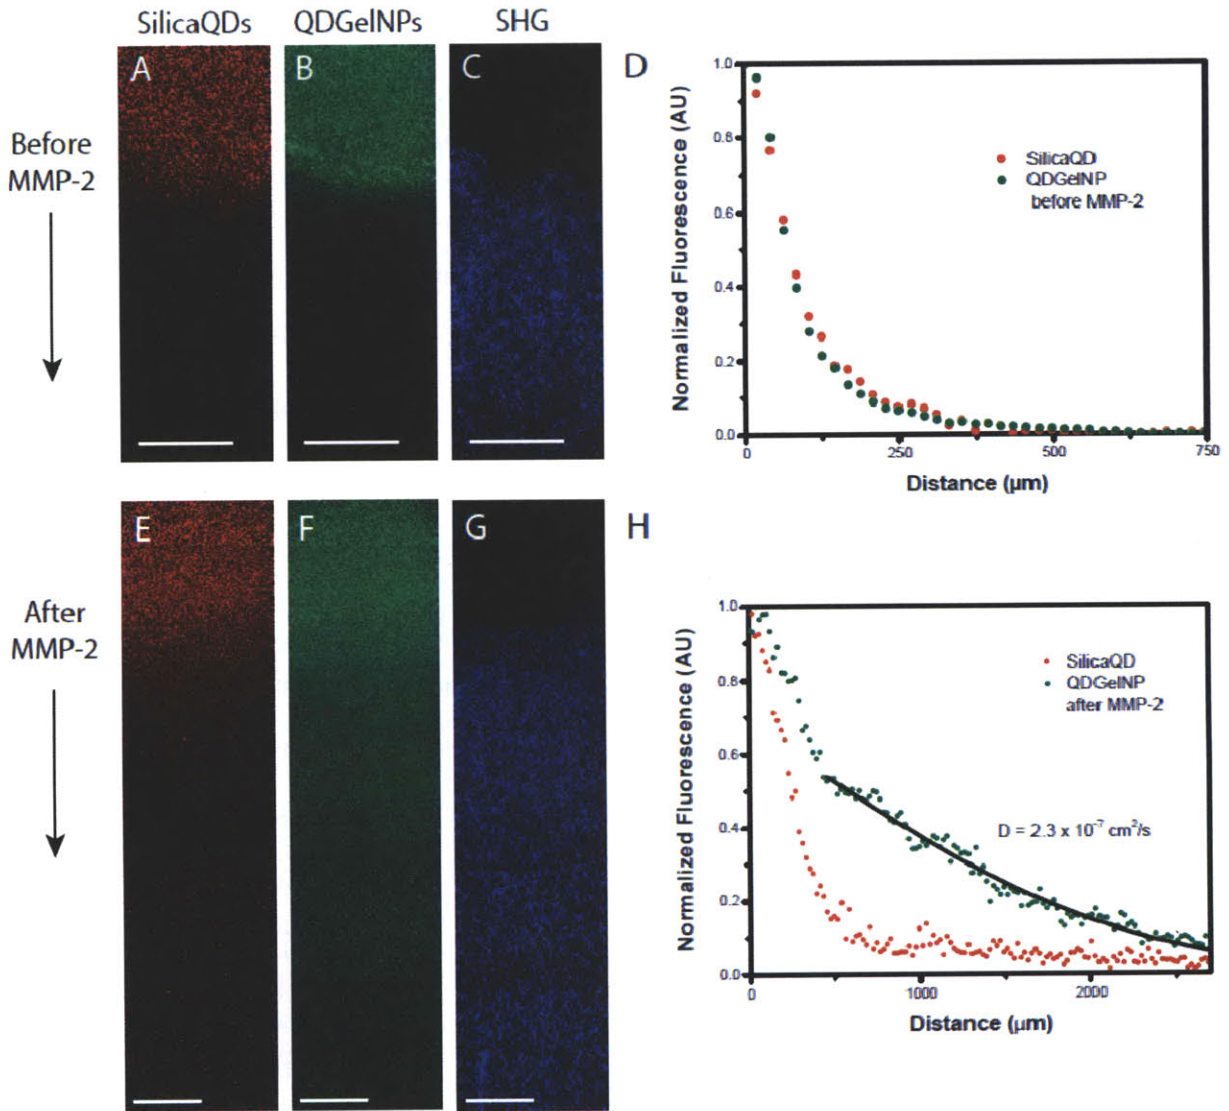 SilicaQDs QDGelNPs SHG
A B C D
Before
MMP-2
1.0
0.8
0.6
0.4
0.2
0.0
Normalized Fluorescence (AU)
SilicaQD
QDGelNP
before MMP-2
0 250 500 750
Distance (µm)
E F G H
After
MMP-2
1.0
0.8
0.6
0.4
0.2
0.0
Normalized Fluorescence (AU)
SilicaQD
QDGelNP
after MMP-2
D = 2.3 x 10⁻⁷ cm²/s
0 1000 2000
Distance (µm)